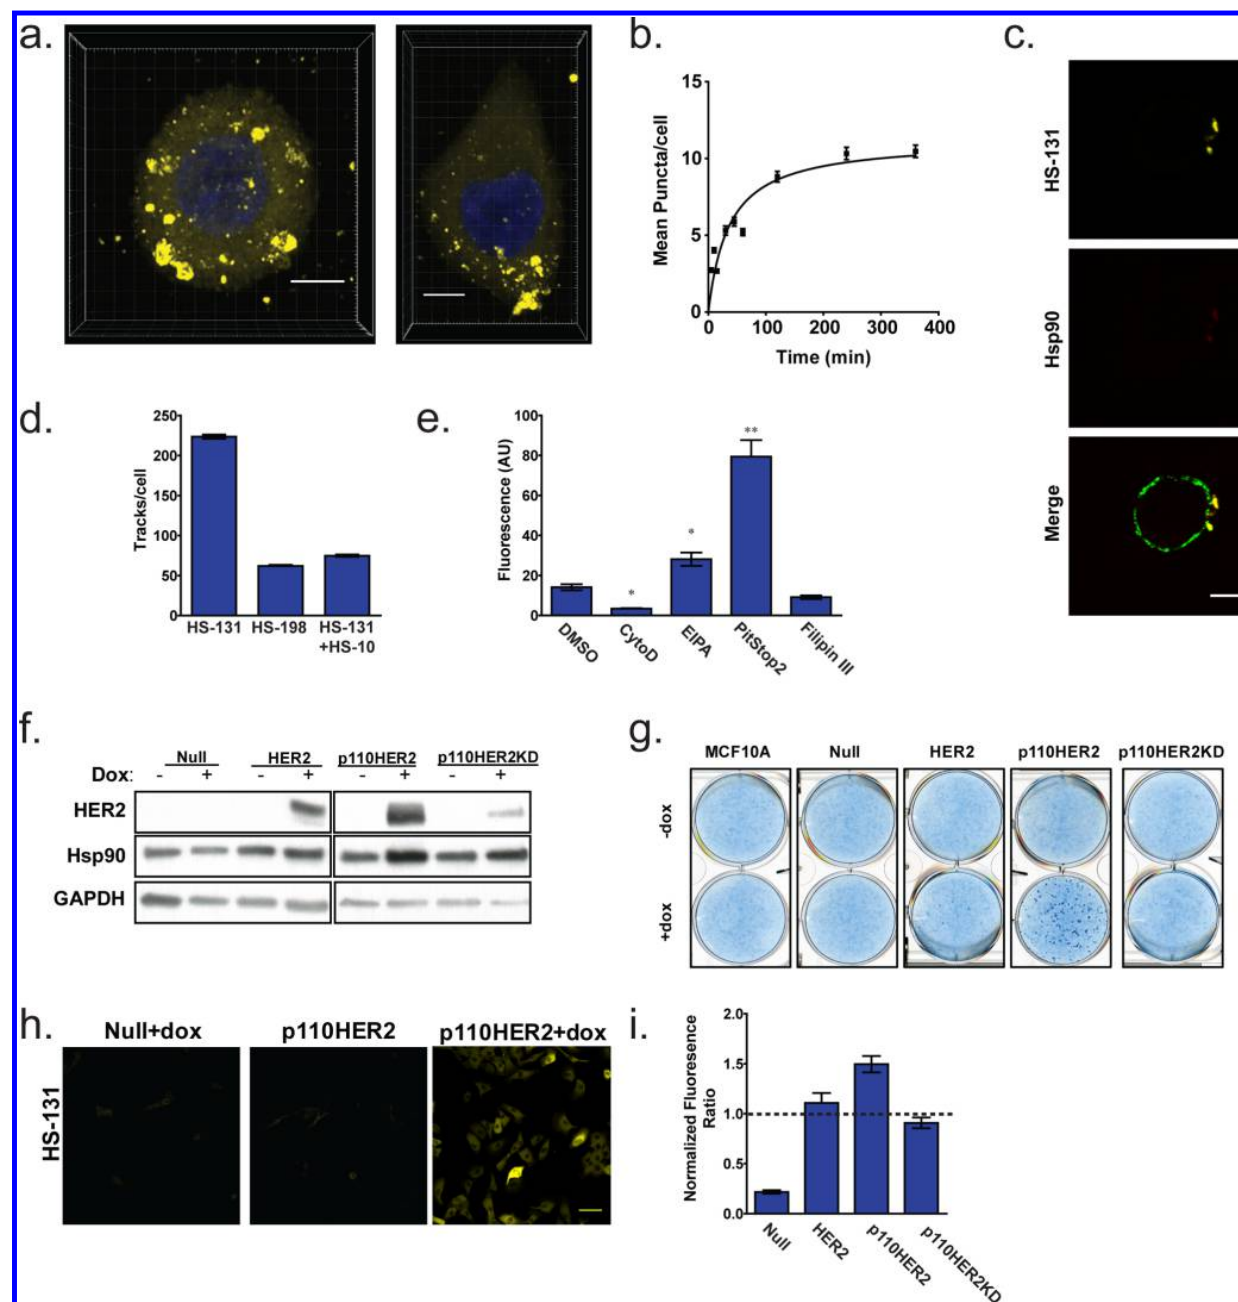 a.
b.
Mean Puncta/cell
15
10
5
0
0 100 200 300 400
Time (min)
c.
HS-131
Hsp90
Merge
d.
Tracks/cell
250
200
150
100
50
0
HS-131 HS-198 HS-131
+HS-10
e.
Fluorescence (AU)
100
80
60
40
20
0
*
*
**
DMSO
CytoD
EIPA
PitStop2
Filipin III
f.
Null HER2 p110HER2 p110HER2KD
Dox: - + - + - + - +
HER2
Hsp90
GAPDH
g.
MCF10A Null HER2 p110HER2 p110HER2KD
-dox
+dox
h.
Null+dox p110HER2 p110HER2+dox
HS-131
i.
Normalized Fluoresence
Ratio
2.0
1.5
1.0
0.5
0.0
Null
HER2
p110HER2
p110HER2KD